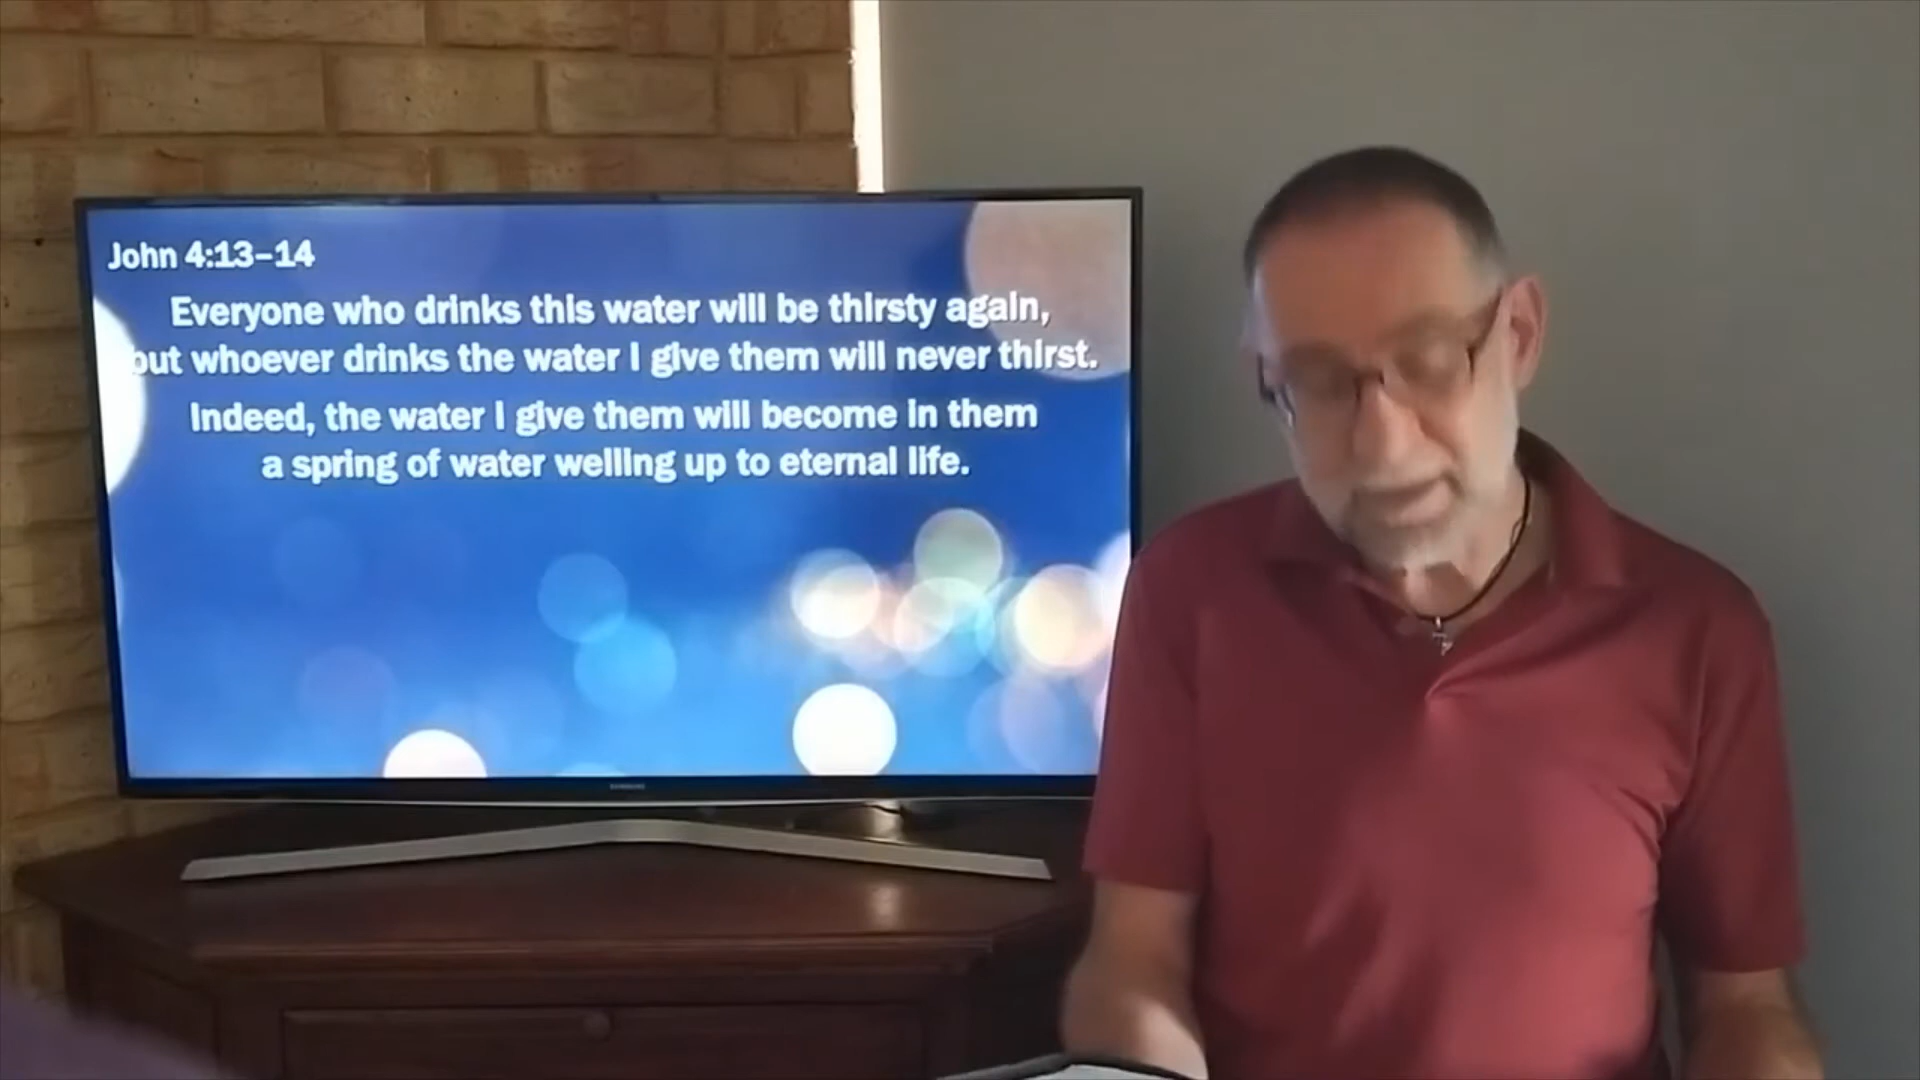 John 4:13–14
Everyone who drinks this water will be thirsty again,
but whoever drinks the water I give them will never thirst.
Indeed, the water I give them will become in them
a spring of water welling up to eternal life.
SAMSUNG